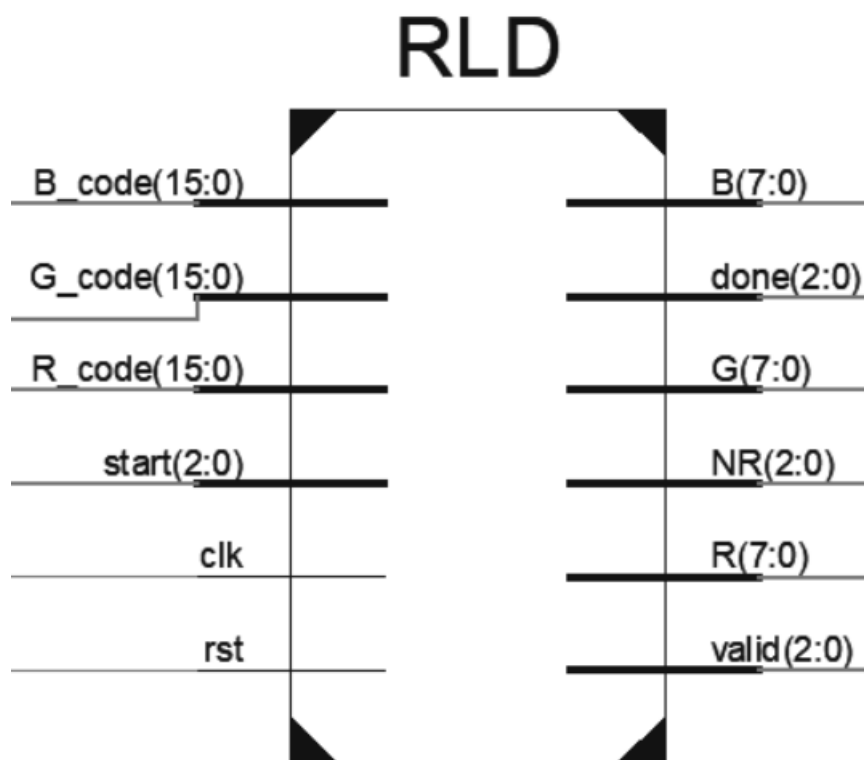 RLD
B_code(15:0)
B(7:0)
G_code(15:0)
done(2:0)
R_code(15:0)
G(7:0)
start(2:0)
NR(2:0)
clk
R(7:0)
rst
valid(2:0)